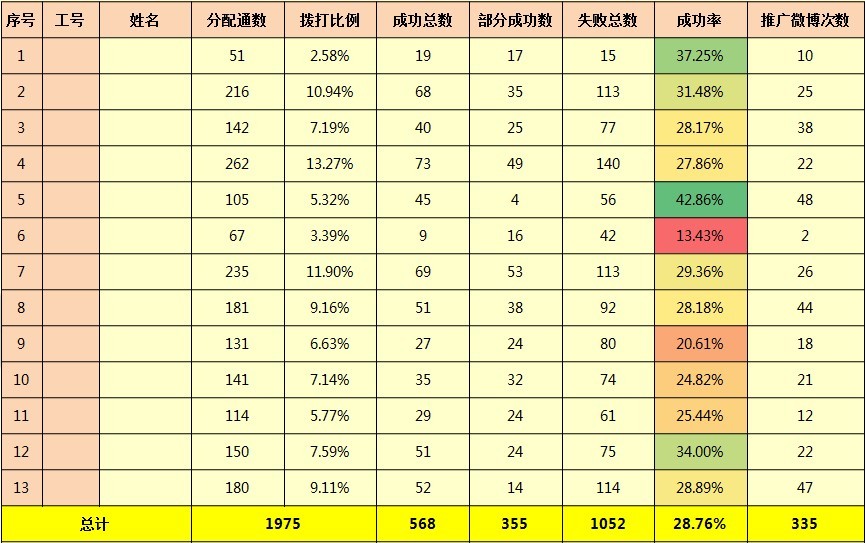 序号 工号 姓名 分配通数 拨打比例 成功总数 部分成功数 失败总数 成功率 推广微博次数
1 51 2.58% 19 17 15 37.25% 10
2 216 10.94% 68 35 113 31.48% 25
3 142 7.19% 40 25 77 28.17% 38
4 262 13.27% 73 49 140 27.86% 22
5 105 5.32% 45 4 56 42.86% 48
6 67 3.39% 9 16 42 13.43% 2
7 235 11.90% 69 53 113 29.36% 26
8 181 9.16% 51 38 92 28.18% 44
9 131 6.63% 27 24 80 20.61% 18
10 141 7.14% 35 32 74 24.82% 21
11 114 5.77% 29 24 61 25.44% 12
12 150 7.59% 51 24 75 34.00% 22
13 180 9.11% 52 14 114 28.89% 47
总计 1975 568 355 1052 28.76% 335